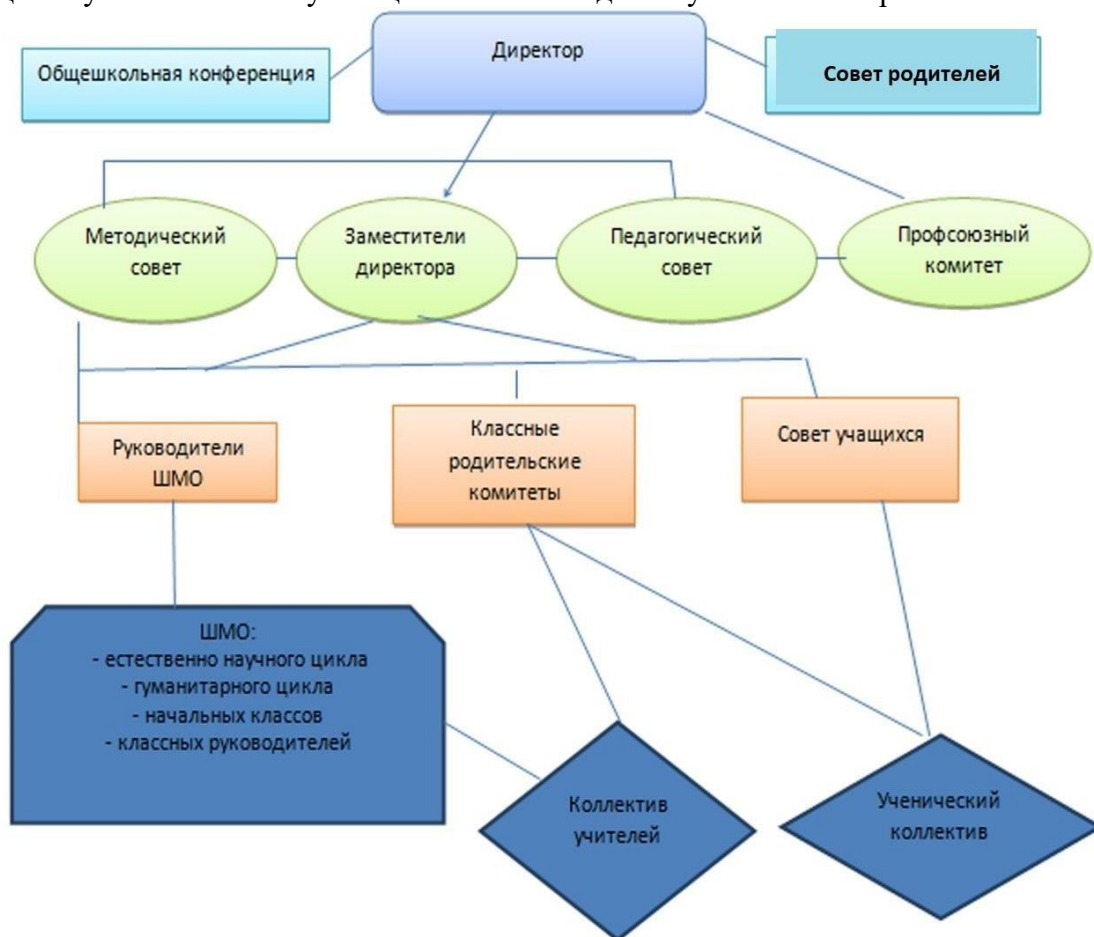 Директор
Общешкольная конференция
Совет родителей
Методический
совет
Заместители
директора
Педагогический
совет
Профсоюзный
комитет
Руководители
ШМО
Классные
родительские
комитеты
Совет учащихся
ШМО:
- естественно научного цикла
- гуманитарного цикла
- начальных классов
- классных руководителей
Коллектив
учителей
Ученический
коллектив